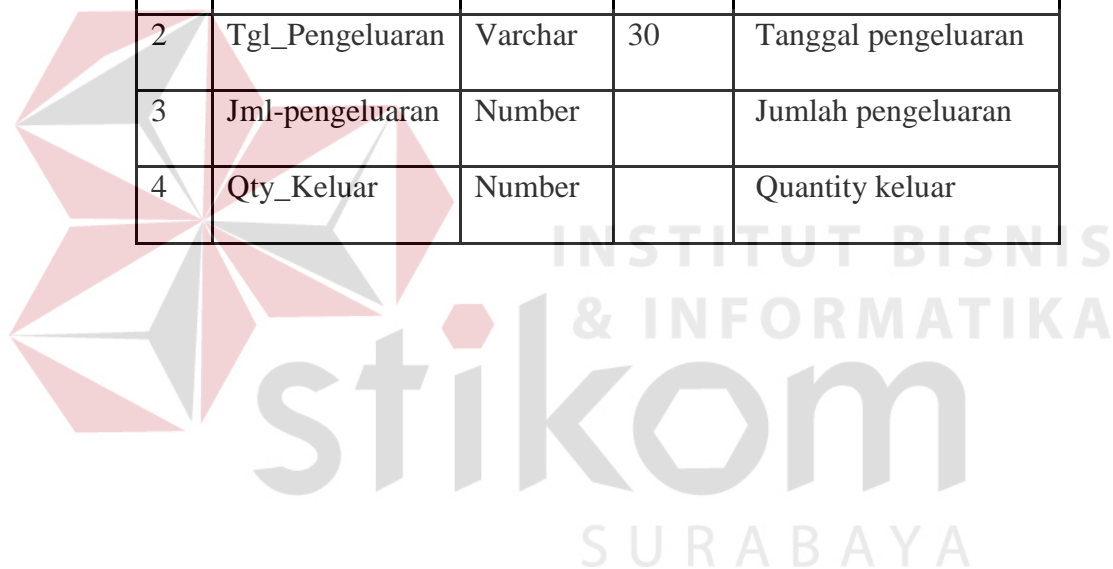 2 Tgl_Pengeluaran Varchar 30 Tanggal pengeluaran
3 Jml-pengeluaran Number Jumlah pengeluaran
4 Qty_Keluar Number Quantity keluar
INSTITUT BISNIS
& INFORMATIKA
stikom
SURABAYA